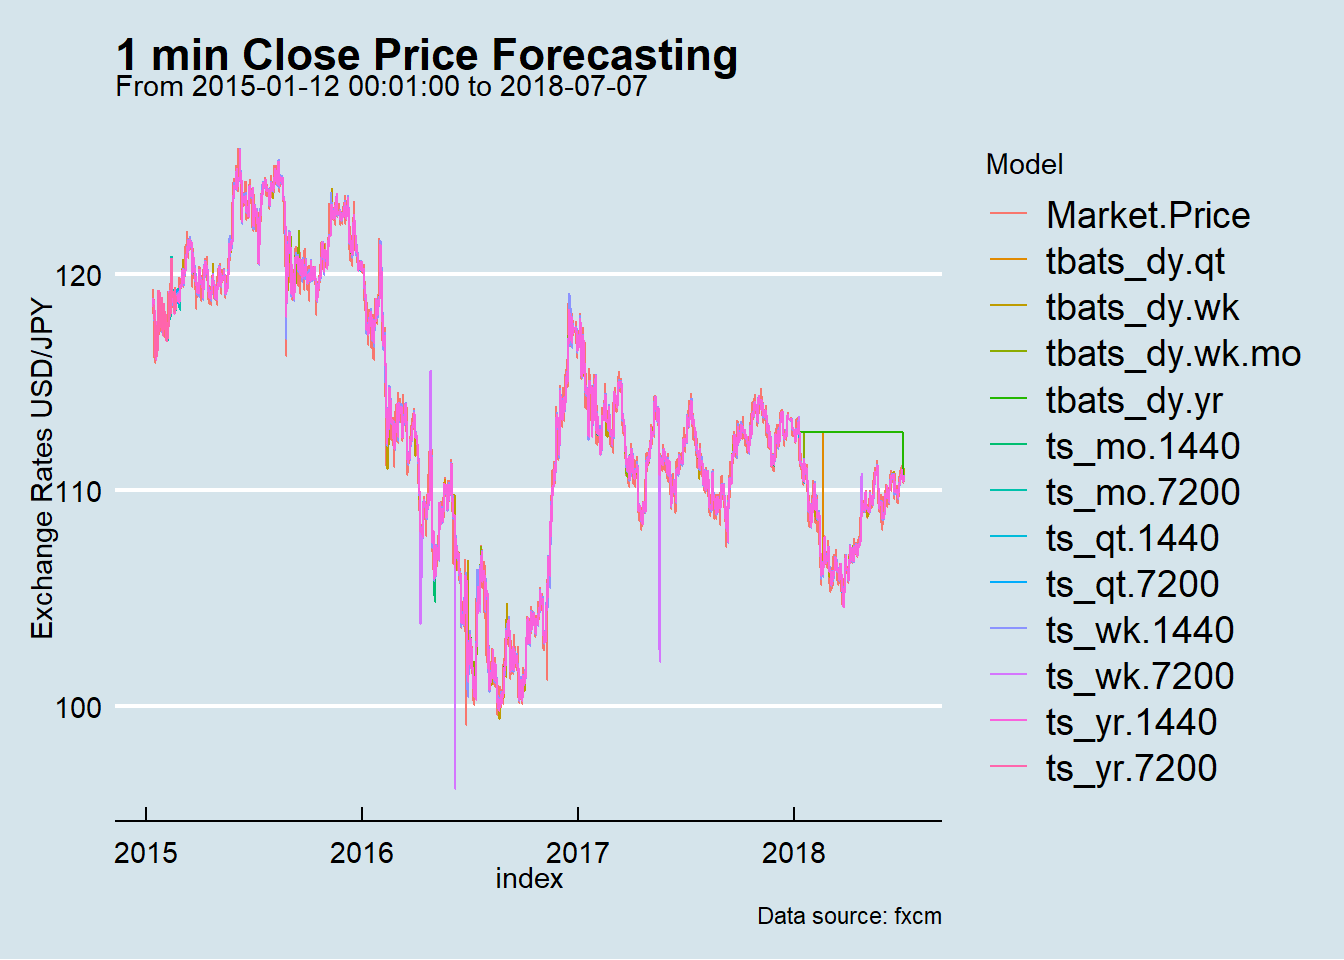 1 min Close Price Forecasting
From 2015-01-12 00:01:00 to 2018-07-07
Exchange Rates USD/JPY
120
110
100
2015 2016 2017 2018
index
Model
Market.Price
tbats_dy.qt
tbats_dy.wk
tbats_dy.wk.mo
tbats_dy.yr
ts_mo.1440
ts_mo.7200
ts_qt.1440
ts_qt.7200
ts_wk.1440
ts_wk.7200
ts_yr.1440
ts_yr.7200
Data source: fxcm